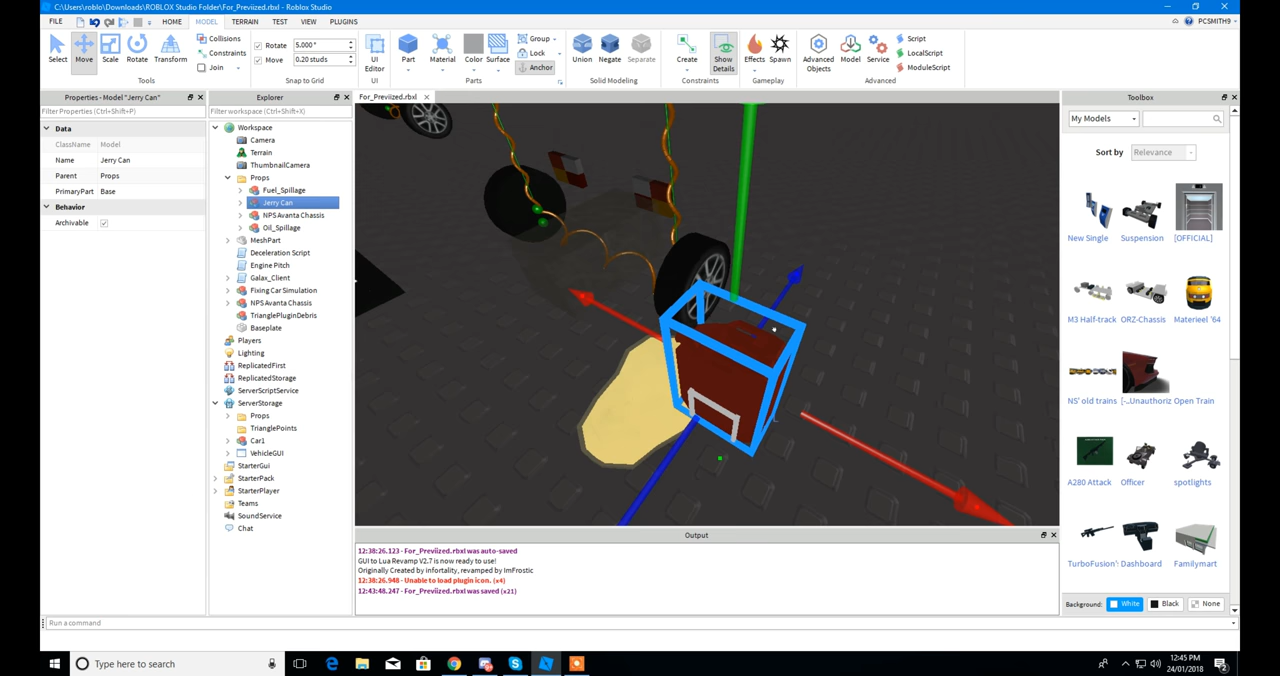 C:\Users\roblo\Downloads\ROBLOX Studio Folder\For_Previized.rbxl - Roblox Studio
FILE HOME MODEL TERRAIN TEST VIEW PLUGINS
PCSMITH9
Select Move Scale Rotate Transform
Collisions
Constraints
Join
Tools
Rotate 5.000°
Move 0.20 studs
Snap to Grid
UI Editor
UI
Part Material Color Surface
Group
Lock
Anchor
Parts
Union Negate Separate
Solid Modeling
Create Show Details
Constraints
Effects Spawn
Gameplay
Advanced Objects Model Service
Script
LocalScript
ModuleScript
Advanced
Properties - Model "Jerry Can"
Filter Properties (Ctrl+Shift+P)
Data
ClassName Model
Name Jerry Can
Parent Props
PrimaryPart Base
Behavior
Archivable
Explorer
Filter workspace (Ctrl+Shift+X)
Workspace
Camera
Terrain
ThumbnailCamera
Props
Fuel_Spillage
Jerry Can
NPS Avanta Chassis
Oil_Spillage
MeshPart
Deceleration Script
Engine Pitch
Galax_Client
Fixing Car Simulation
NPS Avanta Chassis
TrianglePluginDebris
Baseplate
Players
Lighting
ReplicatedFirst
ReplicatedStorage
ServerScriptService
ServerStorage
Props
TrianglePoints
Car1
VehicleGUI
StarterGui
StarterPack
StarterPlayer
Teams
SoundService
Chat
For_Previized.rbxl
Output
12:38:26.123 - For_Previized.rbxl was auto-saved
GUI to Lua Revamp V2.7 is now ready to use!
Originally Created by infortality, revamped by ImFrostic
12:38:26.948 - Unable to load plugin icon. (x4)
12:43:48.247 - For_Previized.rbxl was saved (x21)
Toolbox
My Models
Sort by Relevance
New Single Suspension [OFFICIAL]
M3 Half-track ORZ-Chassis Materieel '64
NS' old trains [-..Unauthoriz Open Train
A280 Attack Officer spotlights
TurboFusion': Dashboard Familymart
Background: White Black None
Run a command
Type here to search
12:45 PM
24/01/2018
2